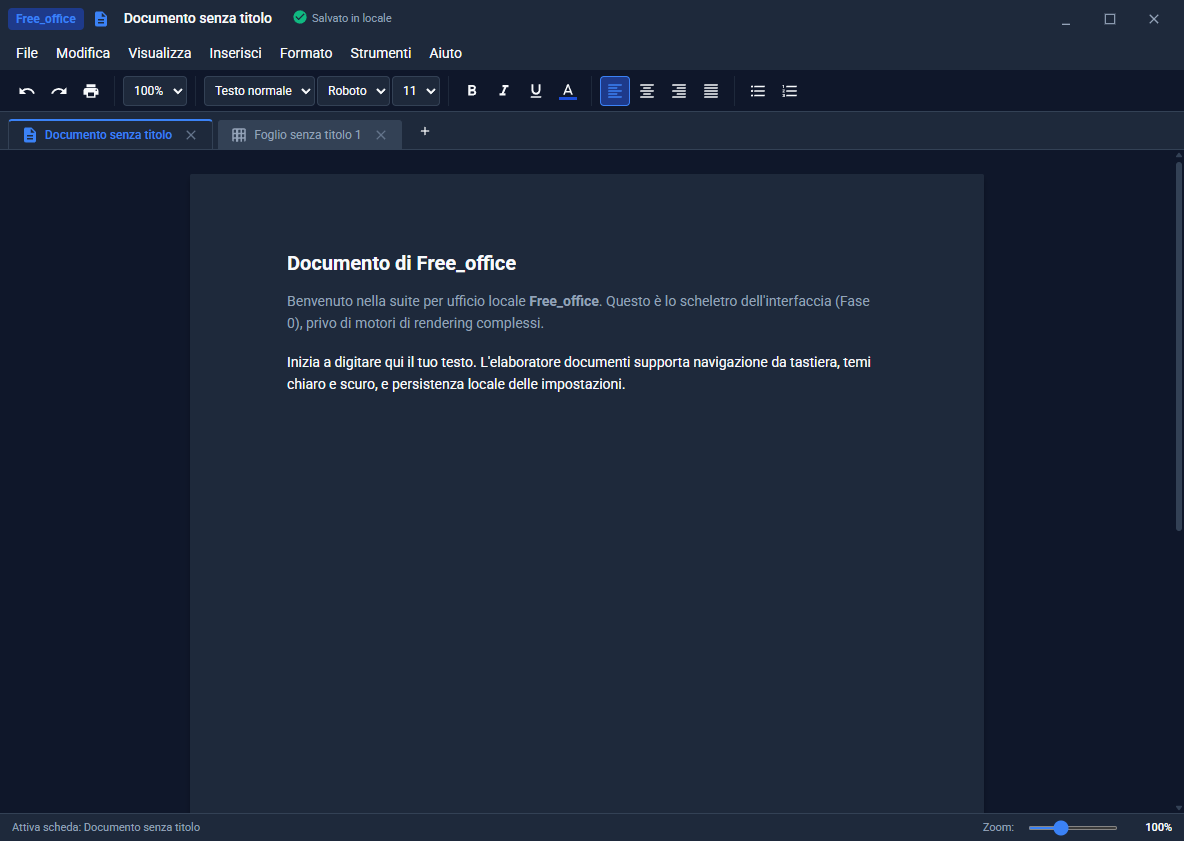 Free_office Documento senza titolo Salvato in locale
File Modifica Visualizza Inserisci Formato Strumenti Aiuto
100% Testo normale Roboto 11 B I U A
Documento senza titolo Foglio senza titolo 1 +
Documento di Free_office
Benvenuto nella suite per ufficio locale Free_office. Questo è lo scheletro dell'interfaccia (Fase
0), privo di motori di rendering complessi.
Inizia a digitare qui il tuo testo. L'elaboratore documenti supporta navigazione da tastiera, temi
chiaro e scuro, e persistenza locale delle impostazioni.
Attiva scheda: Documento senza titolo Zoom: 100%